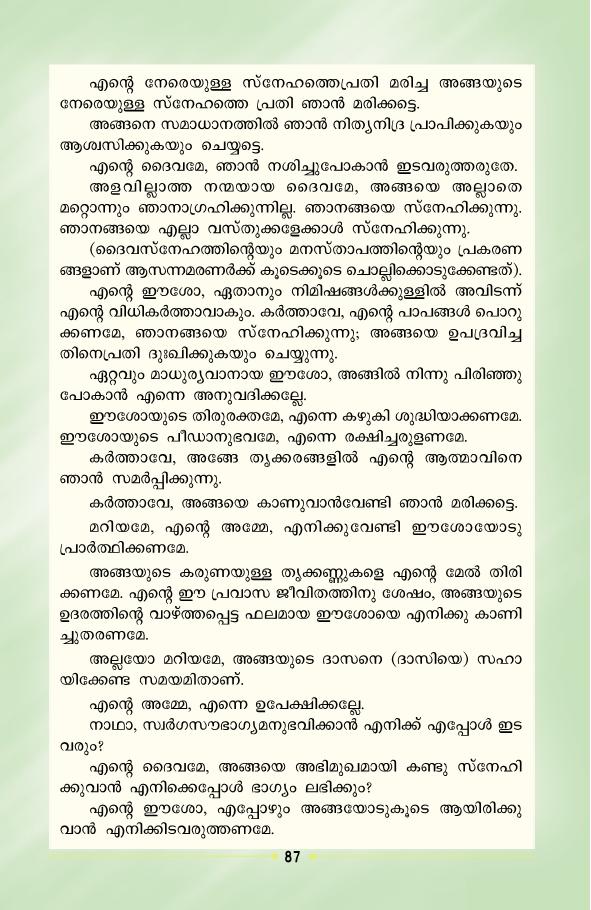 എന്റെ നേരെയുള്ള സ്നേഹത്തെപ്രതി മരിച്ച അങ്ങയുടെ
നേരെയുള്ള സ്നേഹത്തെ പ്രതി ഞാൻ മരിക്കട്ടെ.
അങ്ങനെ സമാധാനത്തിൽ ഞാൻ നിത്യനിദ്ര പ്രാപിക്കുകയും
ആശ്വസിക്കുകയും ചെയ്യട്ടെ.
എന്റെ ദൈവമേ, ഞാൻ നശിച്ചുപോകാൻ ഇടവരുത്തരുതേ.
അളവില്ലാത്ത നന്മയായ ദൈവമേ, അങ്ങയെ അല്ലാതെ
മറ്റൊന്നും ഞാനാഗ്രഹിക്കുന്നില്ല. ഞാനങ്ങയെ സ്നേഹിക്കുന്നു.
ഞാനങ്ങയെ എല്ലാ വസ്തുക്കളേക്കാൾ സ്നേഹിക്കുന്നു.
(ദൈവസ്നേഹത്തിന്റെയും മനസ്താപത്തിന്റെയും പ്രകരണ
ങ്ങളാണ് ആസന്നമരണർക്ക് കൂടെക്കൂടെ ചൊല്ലിക്കൊടുക്കേണ്ടത്).
എന്റെ ഈശോ, ഏതാനും നിമിഷങ്ങൾക്കുള്ളിൽ അവിടന്ന്
എന്റെ വിധികർത്താവാകും. കർത്താവേ, എന്റെ പാപങ്ങൾ പൊറു
ക്കണമേ, ഞാനങ്ങയെ സ്നേഹിക്കുന്നു; അങ്ങയെ ഉപദ്രവിച്ച
തിനെപ്രതി ദുഃഖിക്കുകയും ചെയ്യുന്നു.
ഏറ്റവും മാധുര്യവാനായ ഈശോ, അങ്ങിൽ നിന്നു പിരിഞ്ഞു
പോകാൻ എന്നെ അനുവദിക്കല്ലേ.
ഈശോയുടെ തിരുരക്തമേ, എന്നെ കഴുകി ശുദ്ധിയാക്കണമേ.
ഈശോയുടെ പീഡാനുഭവമേ, എന്നെ രക്ഷിച്ചരുളണമേ.
കർത്താവേ, അങ്ങേ തൃക്കരങ്ങളിൽ എന്റെ ആത്മാവിനെ
ഞാൻ സമർപ്പിക്കുന്നു.
കർത്താവേ, അങ്ങയെ കാണുവാൻവേണ്ടി ഞാൻ മരിക്കട്ടെ.
മറിയമേ, എന്റെ അമ്മേ, എനിക്കുവേണ്ടി ഈശോയോടു
പ്രാർത്ഥിക്കണമേ.
അങ്ങയുടെ കരുണയുള്ള തൃക്കണ്ണുകളെ എന്റെ മേൽ തിരി
ക്കണമേ. എന്റെ ഈ പ്രവാസ ജീവിതത്തിനു ശേഷം, അങ്ങയുടെ
ഉദരത്തിന്റെ വാഴ്ത്തപ്പെട്ട ഫലമായ ഈശോയെ എനിക്കു കാണി
ച്ചുതരണമേ.
അല്ലയോ മറിയമേ, അങ്ങയുടെ ദാസനെ (ദാസിയെ) സഹാ
യിക്കേണ്ട സമയമിതാണ്.
എന്റെ അമ്മേ, എന്നെ ഉപേക്ഷിക്കല്ലേ.
നാഥാ, സ്വർഗസൗഭാഗ്യമനുഭവിക്കാൻ എനിക്ക് എപ്പോൾ ഇട
വരും?
എന്റെ ദൈവമേ, അങ്ങയെ അഭിമുഖമായി കണ്ടു സ്നേഹി
ക്കുവാൻ എനിക്കെപ്പോൾ ഭാഗ്യം ലഭിക്കും?
എന്റെ ഈശോ, എപ്പോഴും അങ്ങയോടുകൂടെ ആയിരിക്കു
വാൻ എനിക്കിടവരുത്തണമേ.
87